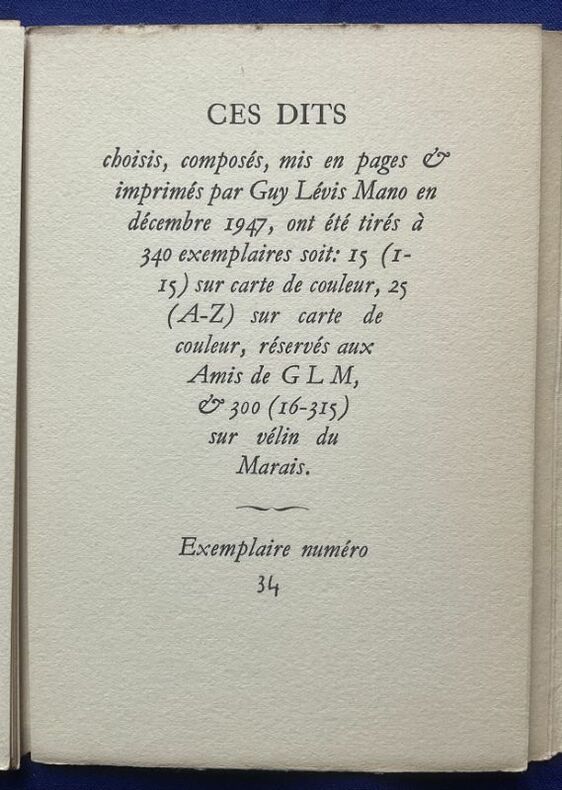 CES DITS
choisis, composés, mis en pages &
imprimés par Guy Lévis Mano en
décembre 1947, ont été tirés à
340 exemplaires soit: 15 (1-
15) sur carte de couleur, 25
(A-Z) sur carte de
couleur, réservés aux
Amis de G L M,
& 300 (16-315)
sur vélin du
Marais.
Exemplaire numéro
34